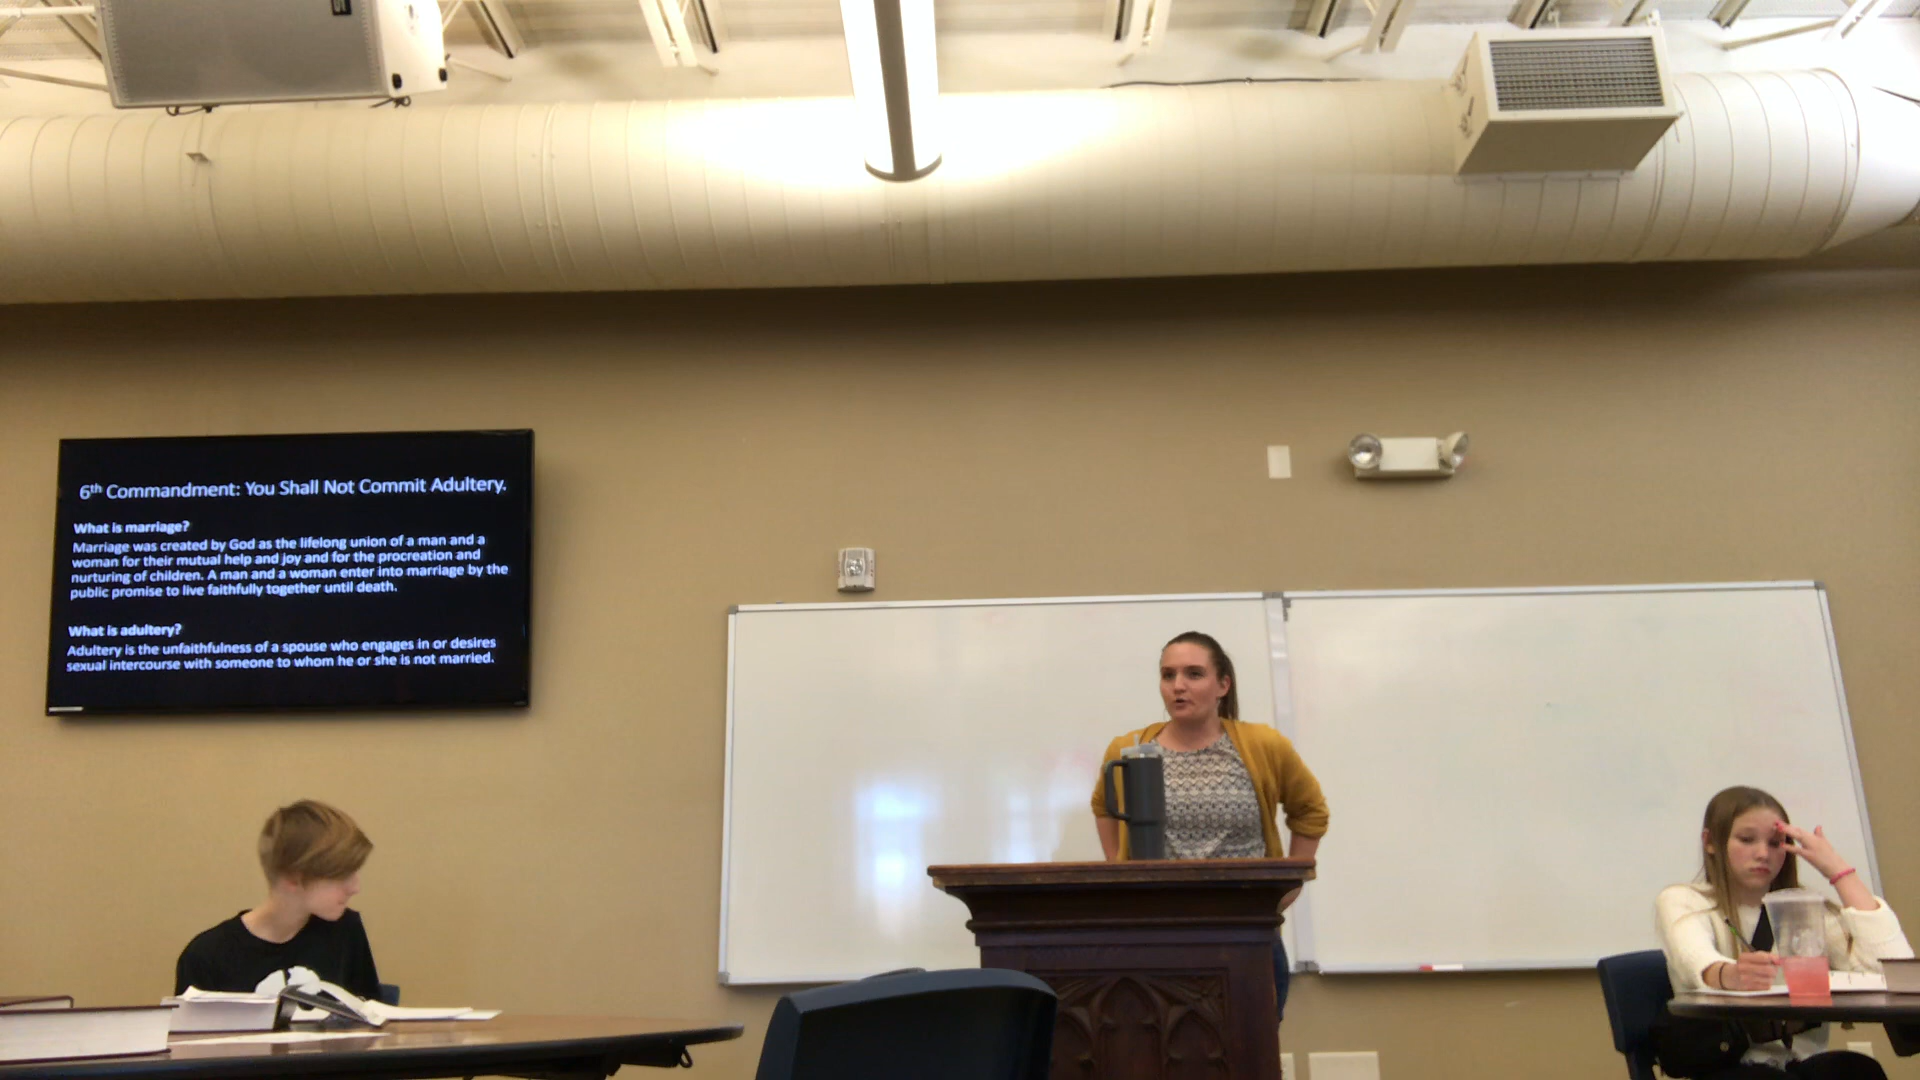 6th Commandment: You Shall Not Commit Adultery.
What is marriage?
Marriage was created by God as the lifelong union of a man and a
woman for their mutual help and joy and for the procreation and
nurturing of children. A man and a woman enter into marriage by the
public promise to live faithfully together until death.
What is adultery?
Adultery is the unfaithfulness of a spouse who engages in or desires
sexual intercourse with someone to whom he or she is not married.